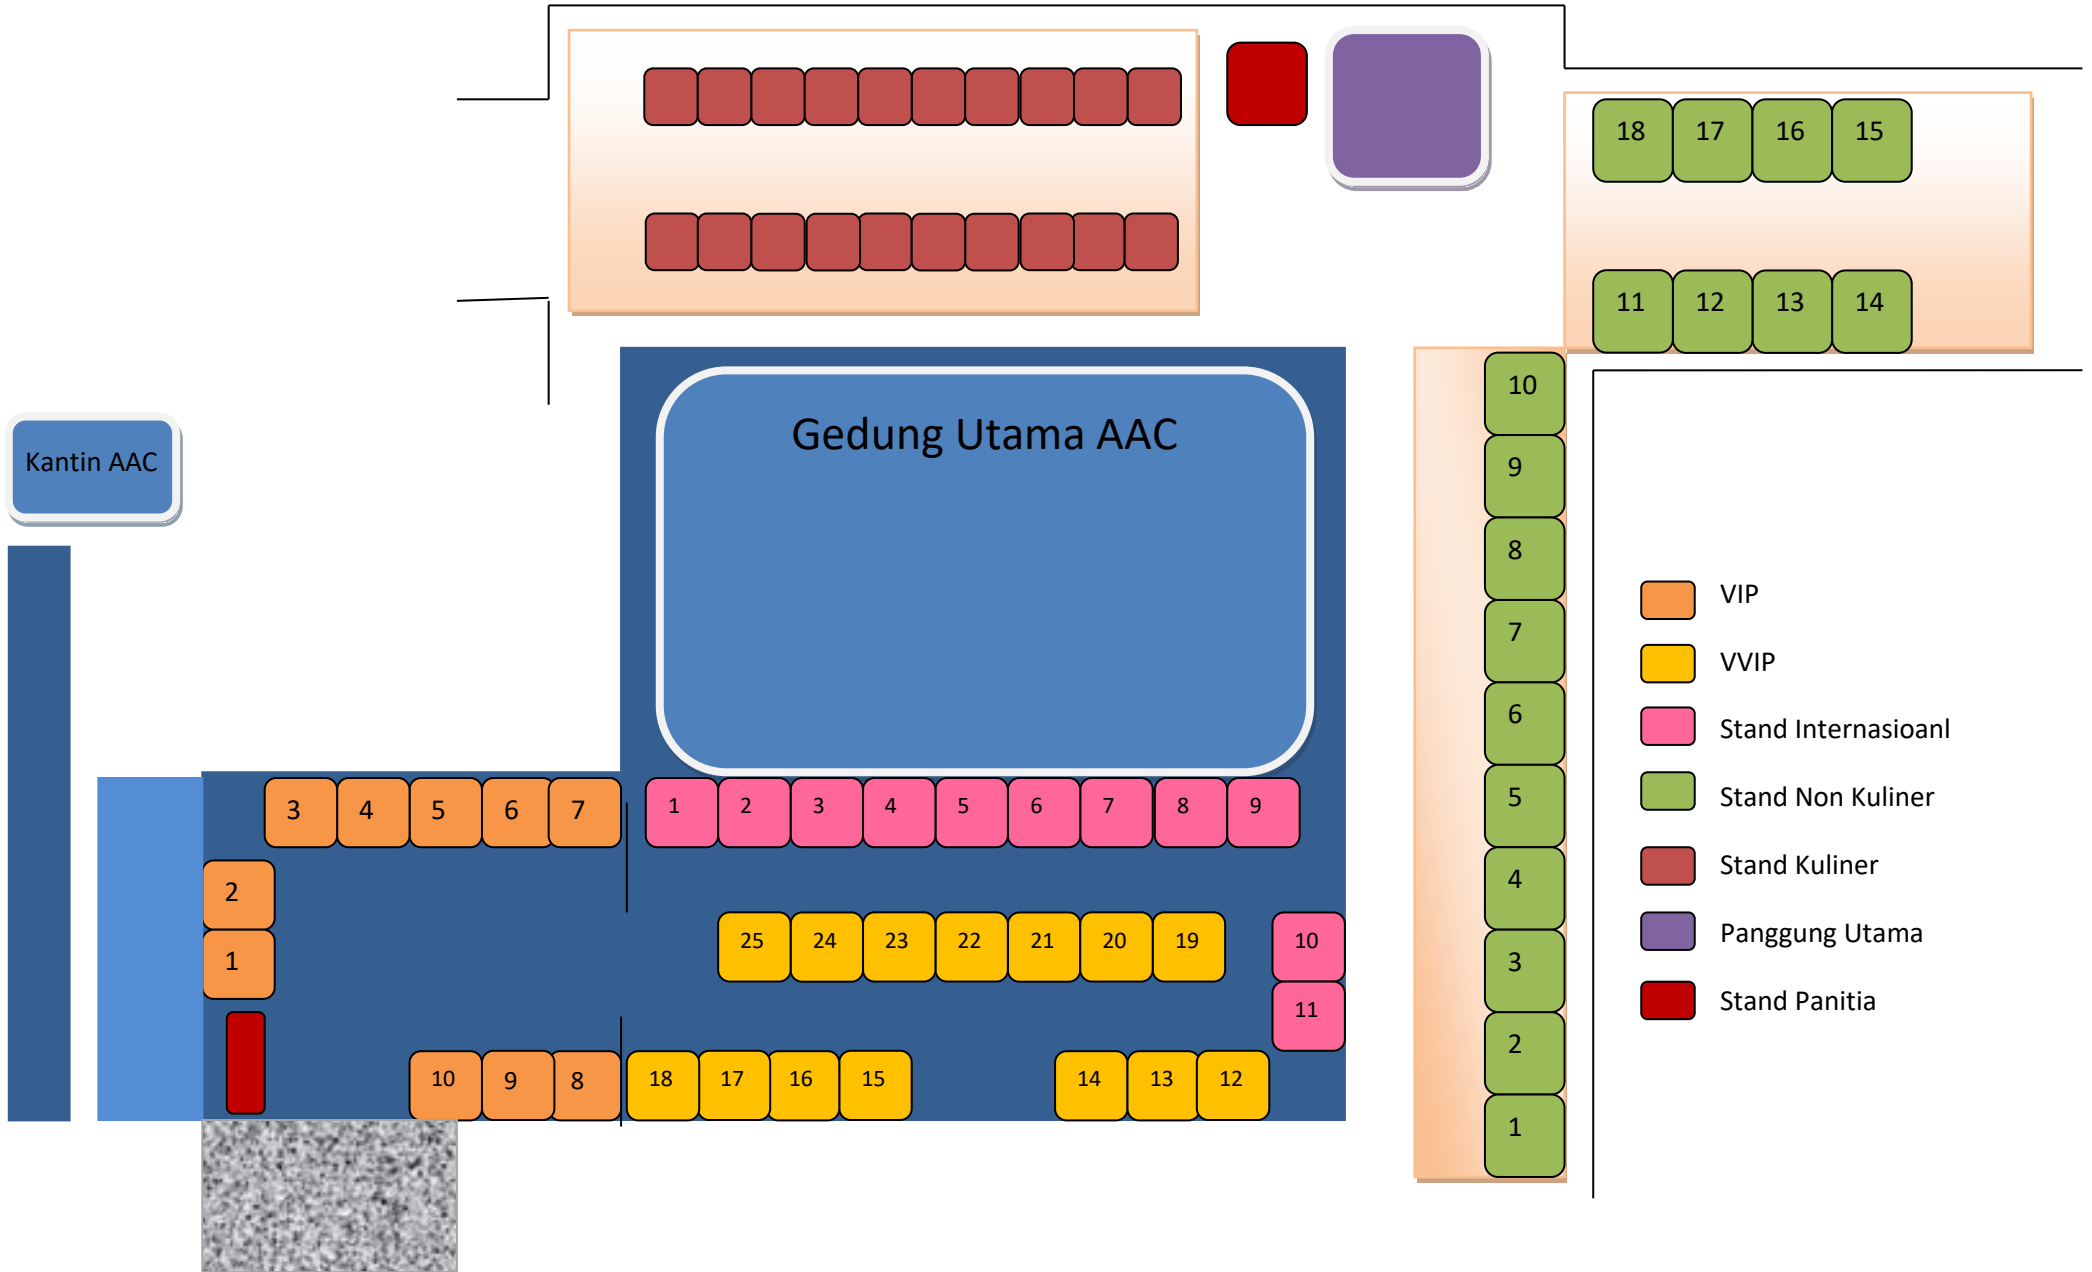 18 17 16 15
11 12 13 14
Gedung Utama AAC
Kantin AAC
10
9
8
7
6
5
4
3
2
1
VIP
VVIP
Stand Internasioanl
Stand Non Kuliner
Stand Kuliner
Panggung Utama
Stand Panitia
3 4 5 6 7
1 2 3 4 5 6 7 8 9
2
1
25 24 23 22 21 20 19
10
11
10 9 8
18 17 16 15
14 13 12